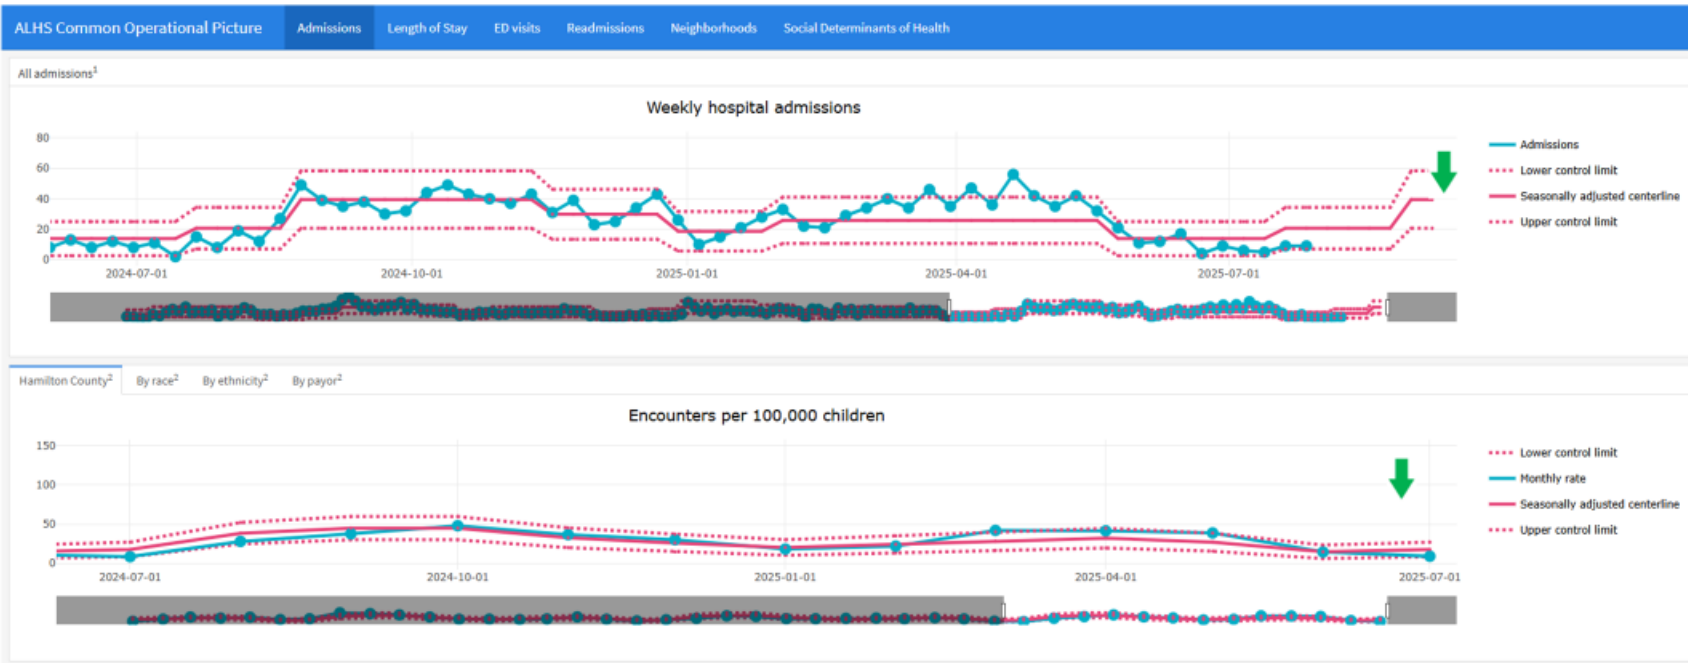 ALHS Common Operational Picture Admissions Length of Stay ED visits Readmissions Neighborhoods Social Determinants of Health
All admissions1
Weekly hospital admissions
80
60
40
20
0
2024-07-01 2024-10-01 2025-01-01 2025-04-01 2025-07-01
Admissions
Lower control limit
Seasonally adjusted centerline
Upper control limit
Hamilton County2 By race2 By ethnicity2 By payor2
Encounters per 100,000 children
150
100
50
0
2024-07-01 2024-10-01 2025-01-01 2025-04-01 2025-07-01
Lower control limit
Monthly rate
Seasonally adjusted centerline
Upper control limit